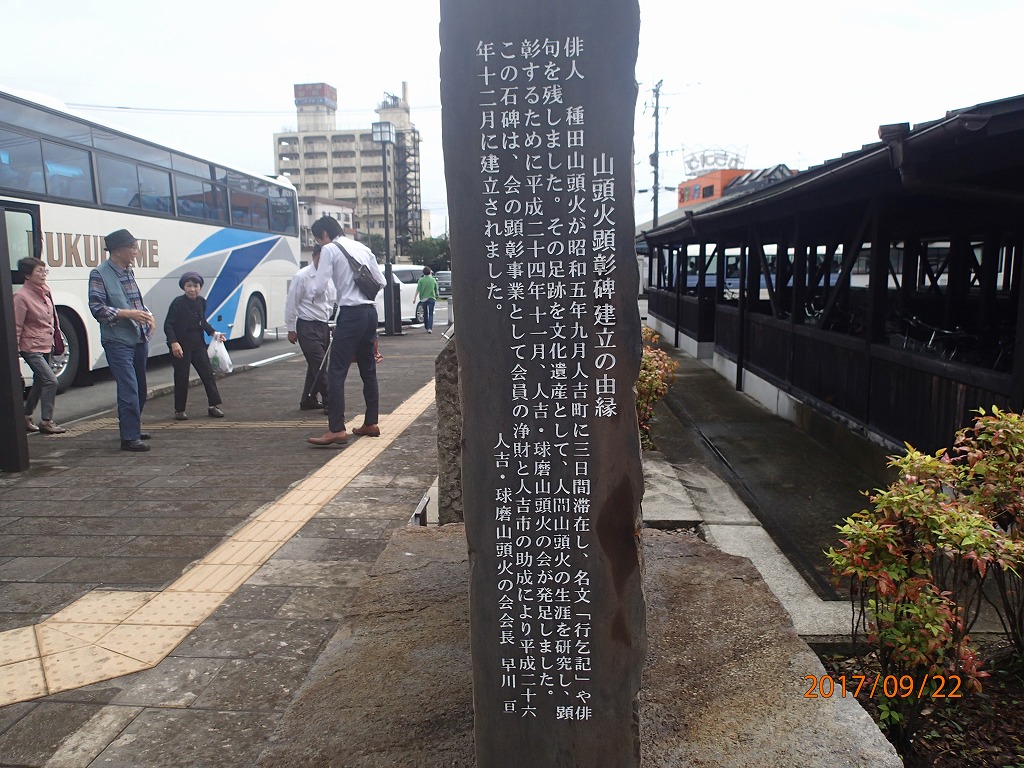 山頭火顕彰碑建立の由縁
俳人 種田山頭火が昭和五年九月人吉町に三日間滞在し、名文「行乞記」や俳
句を残しました。その足跡を文化遺産として、人間山頭火の生涯を研究し、顕
彰するために平成二十四年十一月、人吉・球磨山頭火の会が発足しました。
この石碑は、会の顕彰事業として会員の浄財と人吉市の助成により平成二十六
年十二月に建立されました。
人吉・球磨山頭火の会会長 早川 亘
2017/09/22